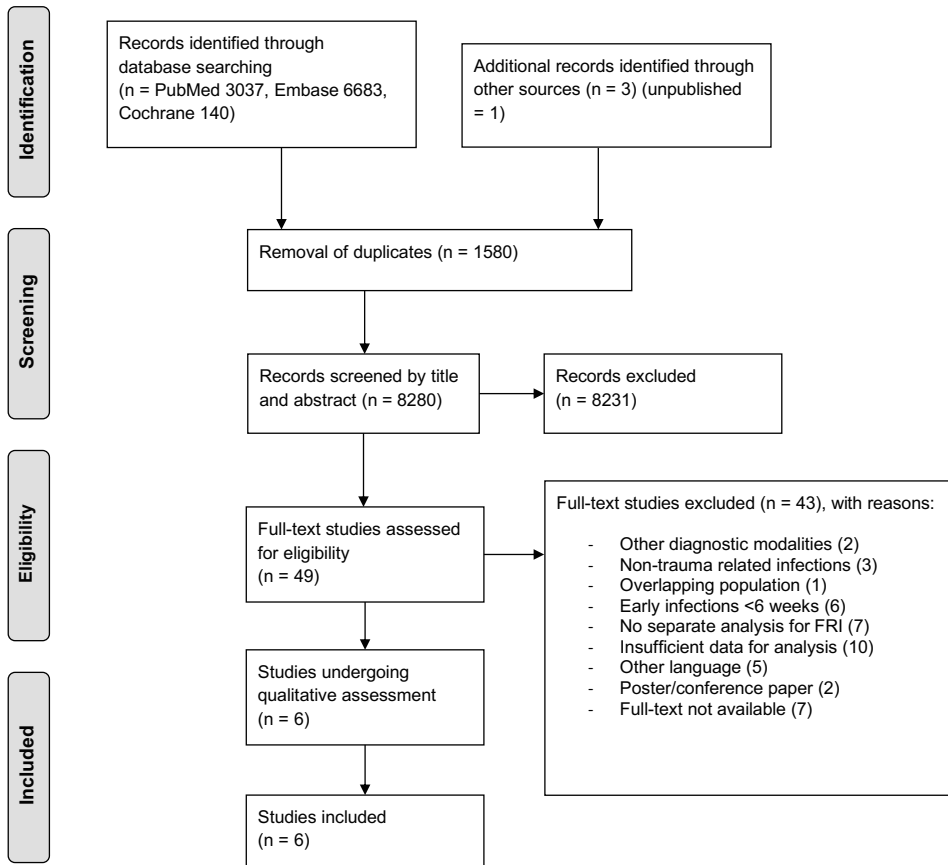 Identification
Records identified through
database searching
(n = PubMed 3037, Embase 6683,
Cochrane 140)
Additional records identified through
other sources (n = 3) (unpublished
= 1)
Screening
Removal of duplicates (n = 1580)
Records screened by title
and abstract (n = 8280)
Records excluded
(n = 8231)
Eligibility
Full-text studies assessed
for eligibility
(n = 49)
Full-text studies excluded (n = 43), with reasons:
- Other diagnostic modalities (2)
- Non-trauma related infections (3)
- Overlapping population (1)
- Early infections <6 weeks (6)
- No separate analysis for FRI (7)
- Insufficient data for analysis (10)
- Other language (5)
- Poster/conference paper (2)
- Full-text not available (7)
Included
Studies undergoing
qualitative assessment
(n = 6)
Studies included
(n = 6)